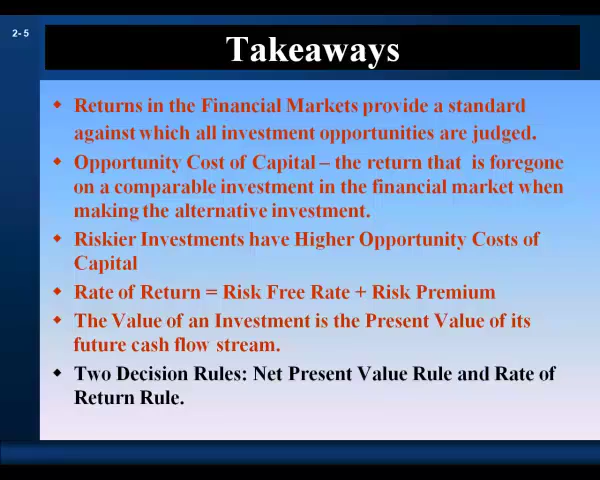 2- 5
Takeaways
Returns in the Financial Markets provide a standard
against which all investment opportunities are judged.
Opportunity Cost of Capital – the return that is foregone
on a comparable investment in the financial market when
making the alternative investment.
Riskier Investments have Higher Opportunity Costs of
Capital
Rate of Return = Risk Free Rate + Risk Premium
The Value of an Investment is the Present Value of its
future cash flow stream.
Two Decision Rules: Net Present Value Rule and Rate of
Return Rule.